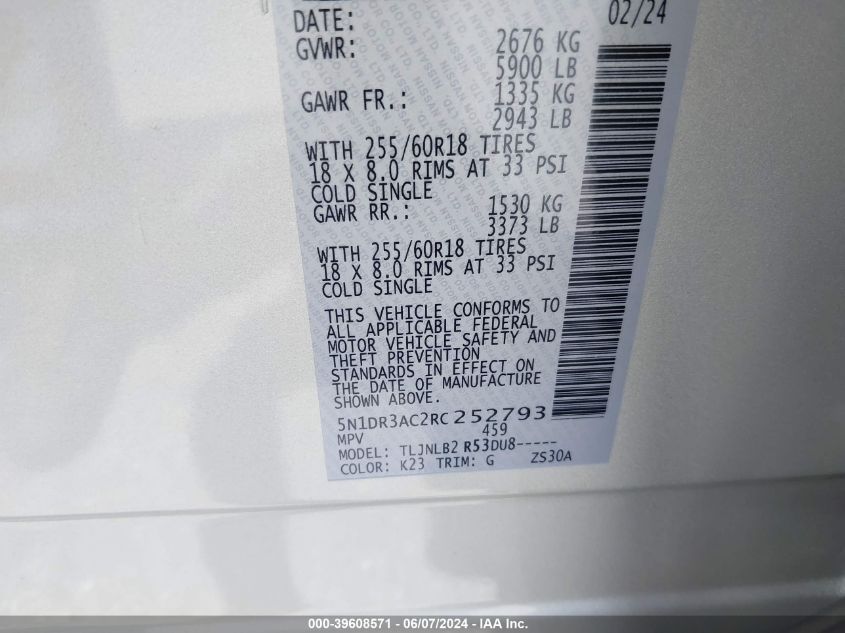 DATE: 02/24
GVWR: 2676 KG
5900 LB
GAWR FR.: 1335 KG
2943 LB
WITH 255/60R18 TIRES
18 X 8.0 RIMS AT 33 PSI
COLD SINGLE
GAWR RR.: 1530 KG
3373 LB
WITH 255/60R18 TIRES
18 X 8.0 RIMS AT 33 PSI
COLD SINGLE
THIS VEHICLE CONFORMS TO
ALL APPLICABLE FEDERAL
MOTOR VEHICLE SAFETY AND
THEFT PREVENTION
STANDARDS IN EFFECT ON
THE DATE OF MANUFACTURE
SHOWN ABOVE.
5N1DR3AC2RC252793
MPV 459
MODEL: TLJNLB2 R53DU8-----
COLOR: K23 TRIM: G ZS30A
000-39608571 - 06/07/2024 - IAA Inc.